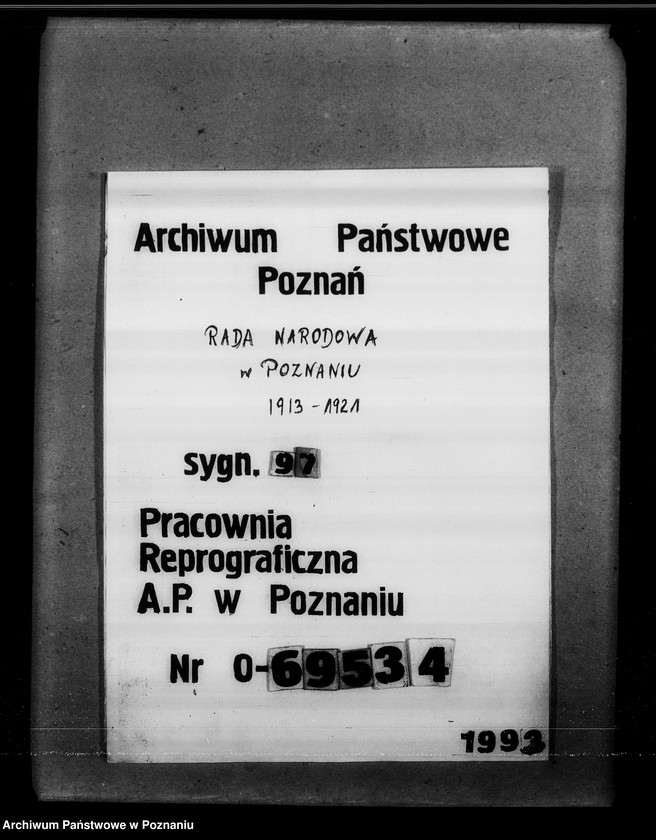 Archiwum Państwowe
Poznań
RADA NARODOWA
w POZNANIU
1913-1921
sygn. 97
Pracownia
Reprograficzna
A.P. w Poznaniu
Nr O-69534
1993
Archiwum Państwowe w Poznaniu